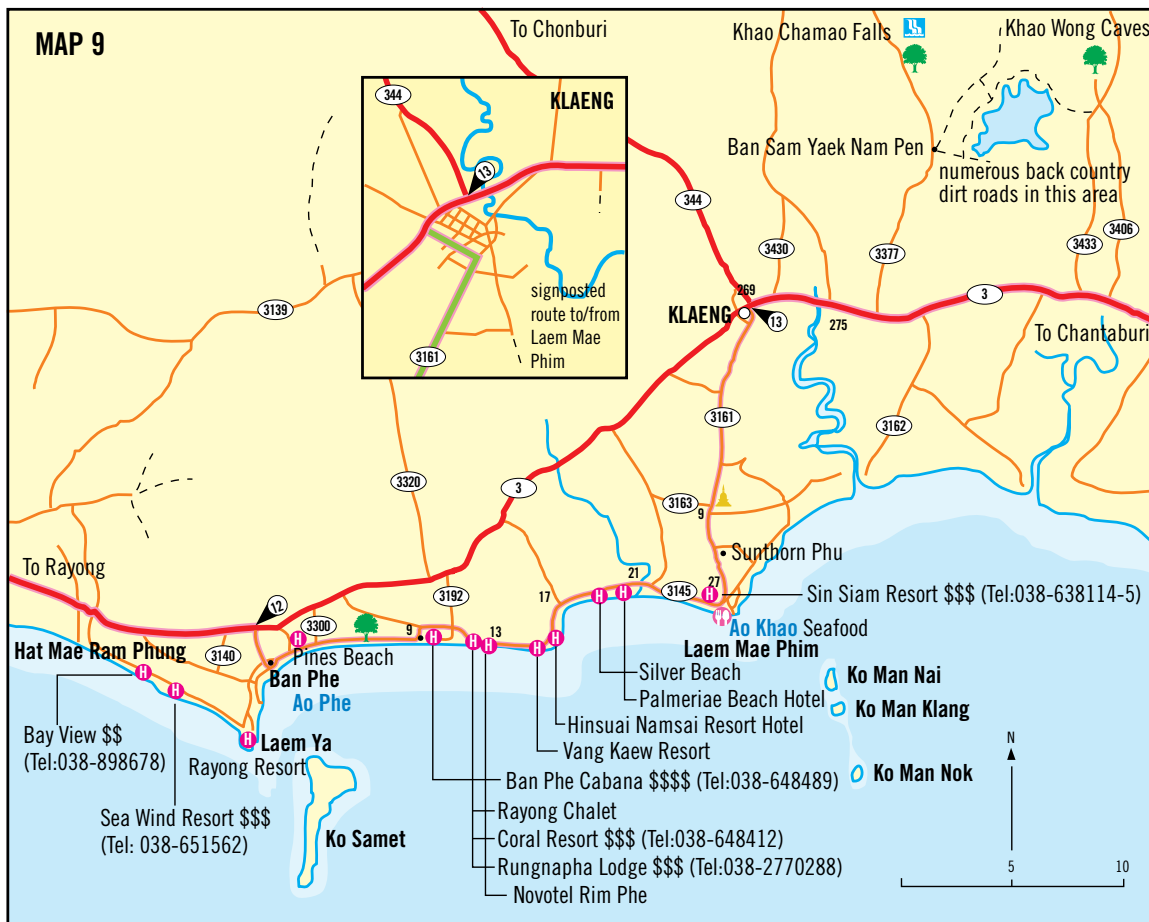 MAP 9
To Chonburi
Khao Chamao Falls
Khao Wong Caves
344
KLAENG
13
signposted
route to/from
Laem Mae
Phim
3161
Ban Sam Yaek Nam Pen
numerous back country
dirt roads in this area
344
3430
3377
3433
3406
3139
269
3
KLAENG
13
275
To Chantaburi
3161
3162
3320
3
3163
9
Sunthorn Phu
To Rayong
12
3192
17
21
3145
27
Sin Siam Resort $$$ (Tel:038-638114-5)
3300
9
13
Hat Mae Ram Phung
3140
Pines Beach
Ban Phe
Ao Phe
Ao Khao Seafood
Laem Mae Phim
Silver Beach
Palmeriae Beach Hotel
Hinsuai Namsai Resort Hotel
Vang Kaew Resort
Ban Phe Cabana $$$$ (Tel:038-648489)
Rayong Chalet
Coral Resort $$$ (Tel:038-648412)
Rungnapha Lodge $$$ (Tel:038-2770288)
Novotel Rim Phe
Ko Man Nai
Ko Man Klang
Ko Man Nok
Bay View $$
(Tel:038-898678)
Laem Ya
Rayong Resort
Sea Wind Resort $$$
(Tel: 038-651562)
Ko Samet
N
5
10
H
H
H
H
H
H
H
H
H
H
H
H